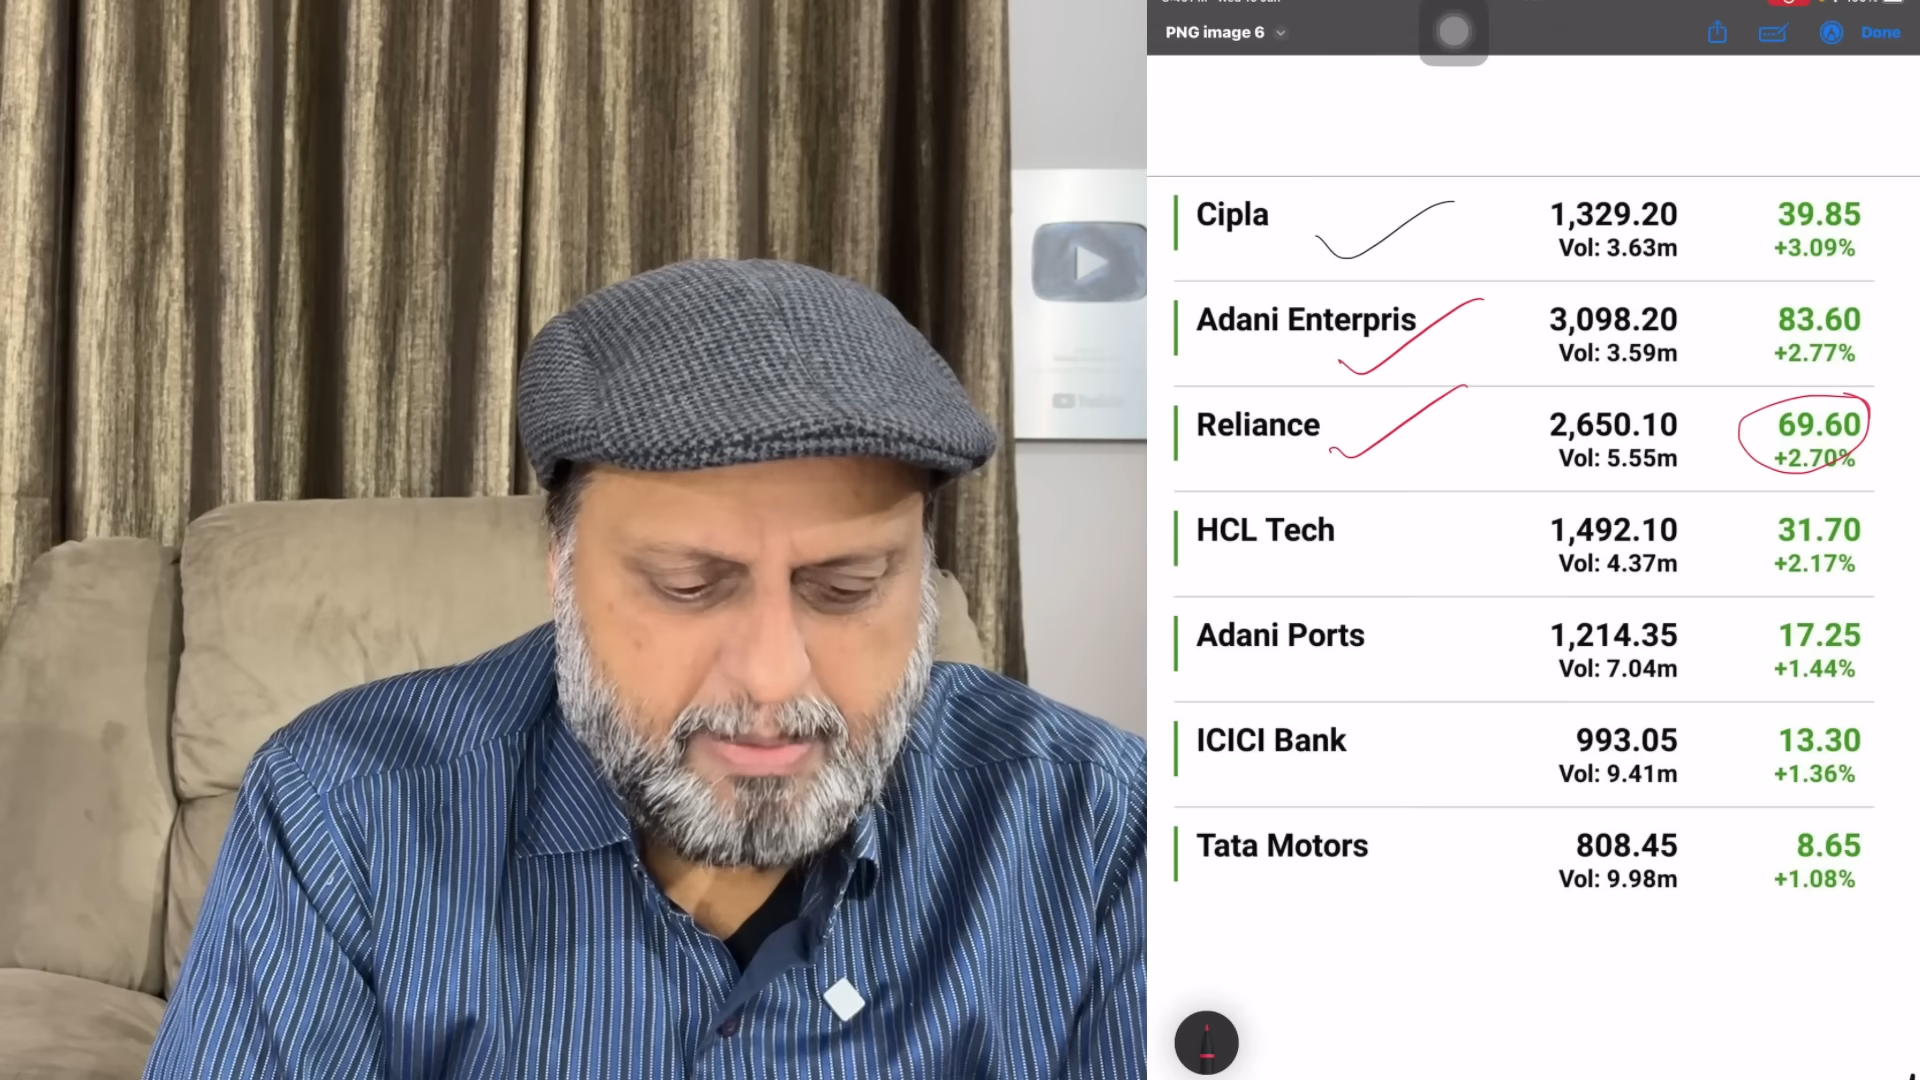 PNG image 6
Done
Cipla 1,329.20 39.85
Vol: 3.63m +3.09%
Adani Enterpris 3,098.20 83.60
Vol: 3.59m +2.77%
Reliance 2,650.10 69.60
Vol: 5.55m +2.70%
HCL Tech 1,492.10 31.70
Vol: 4.37m +2.17%
Adani Ports 1,214.35 17.25
Vol: 7.04m +1.44%
ICICI Bank 993.05 13.30
Vol: 9.41m +1.36%
Tata Motors 808.45 8.65
Vol: 9.98m +1.08%